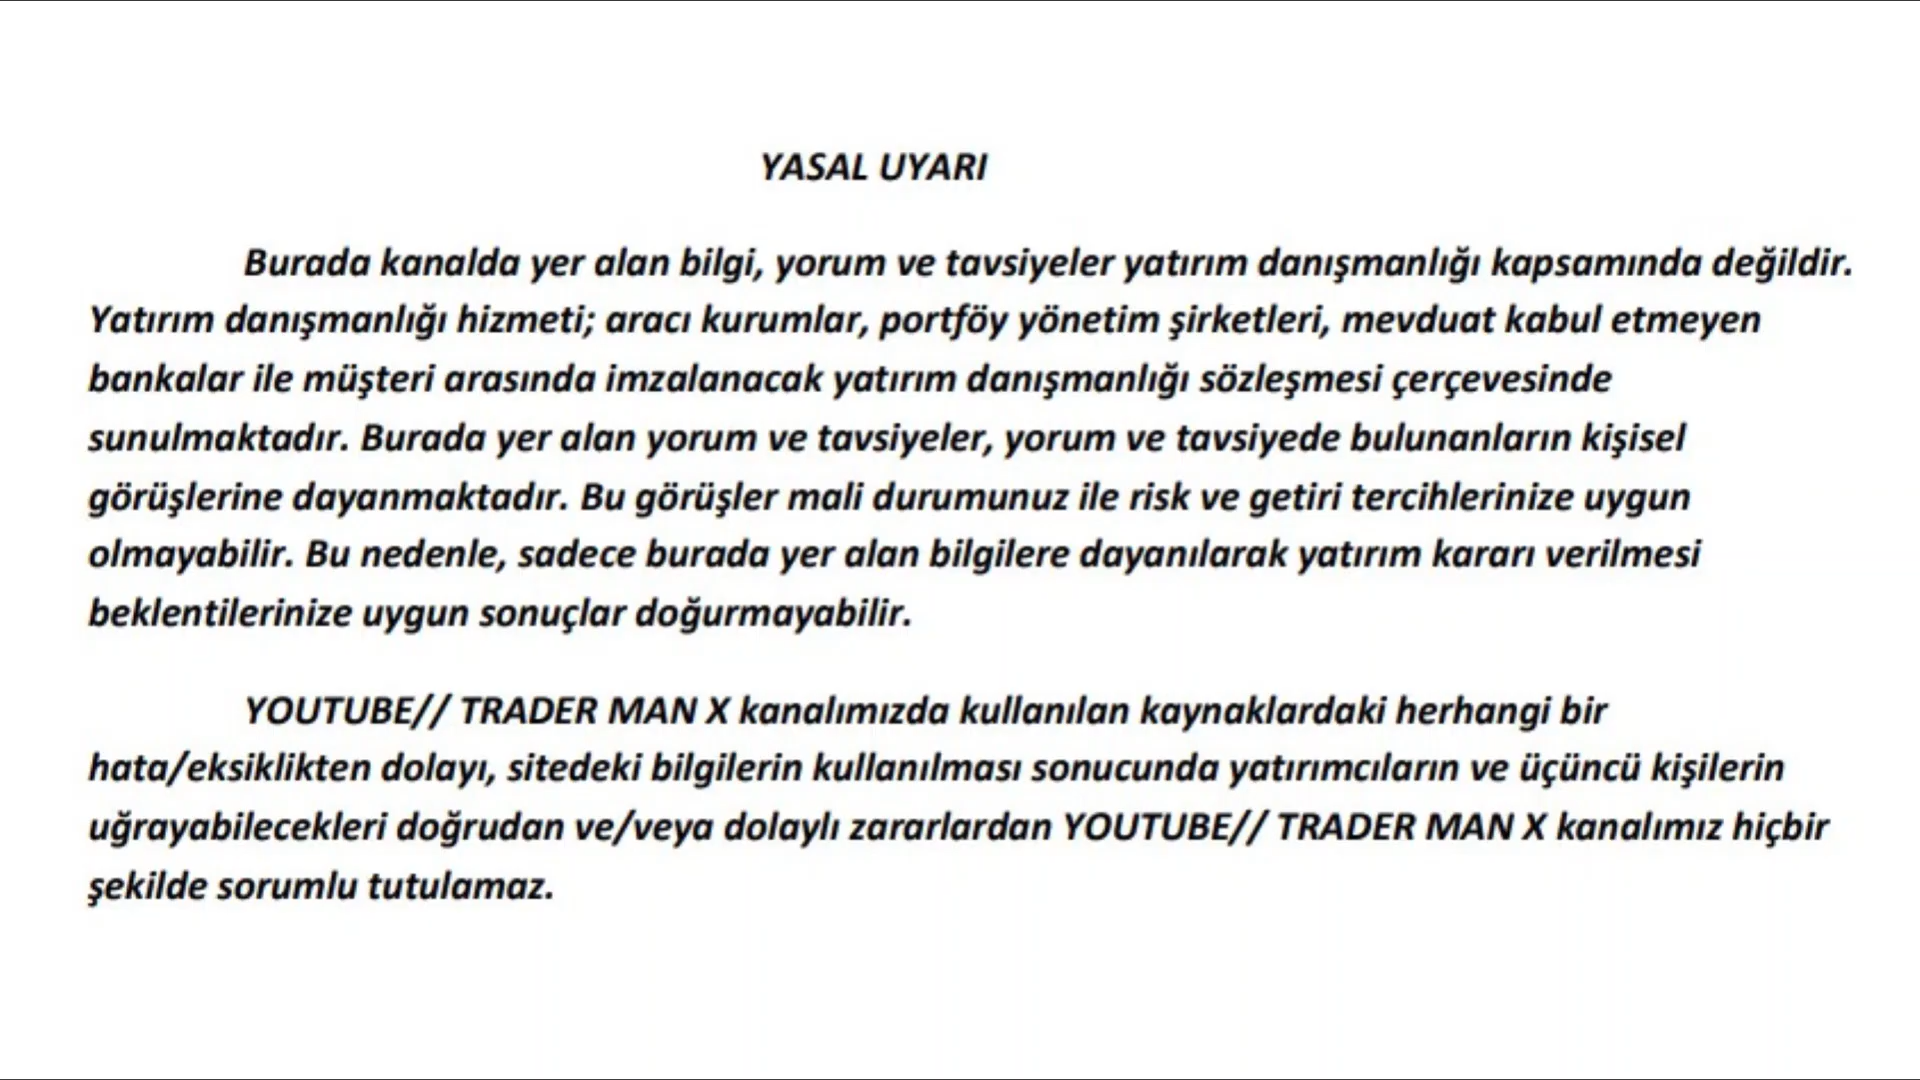 YASAL UYARI
Burada kanalda yer alan bilgi, yorum ve tavsiyeler yatırım danışmanlığı kapsamında değildir.
Yatırım danışmanlığı hizmeti; aracı kurumlar, portföy yönetim şirketleri, mevduat kabul etmeyen
bankalar ile müşteri arasında imzalanacak yatırım danışmanlığı sözleşmesi çerçevesinde
sunulmaktadır. Burada yer alan yorum ve tavsiyeler, yorum ve tavsiyede bulunanların kişisel
görüşlerine dayanmaktadır. Bu görüşler mali durumunuz ile risk ve getiri tercihlerinize uygun
olmayabilir. Bu nedenle, sadece burada yer alan bilgilere dayanılarak yatırım kararı verilmesi
beklentilerinize uygun sonuçlar doğurmayabilir.
YOUTUBE// TRADER MAN X kanalımızda kullanılan kaynaklardaki herhangi bir
hata/eksiklikten dolayı, sitedeki bilgilerin kullanılması sonucunda yatırımcıların ve üçüncü kişilerin
uğrayabilecekleri doğrudan ve/veya dolaylı zararlardan YOUTUBE// TRADER MAN X kanalımız hiçbir
şekilde sorumlu tutulamaz.